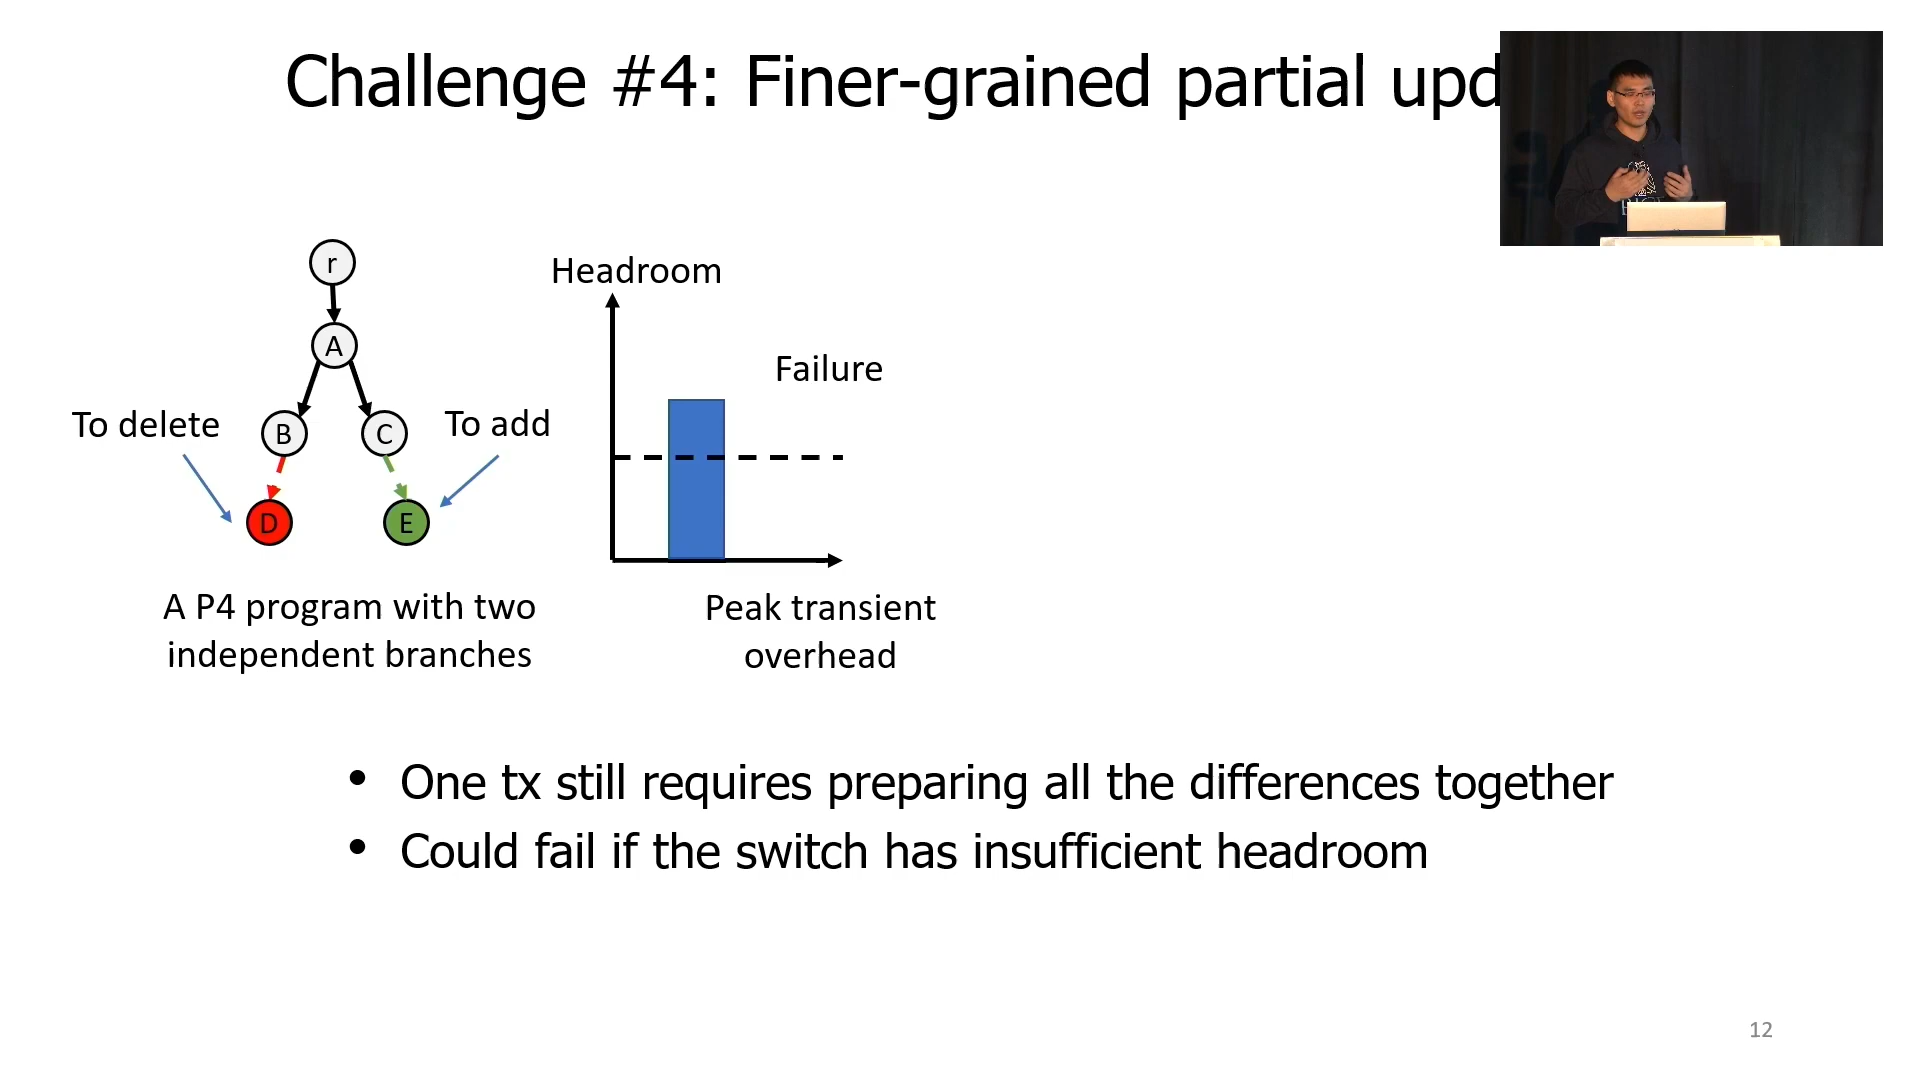 Challenge #4: Finer-grained partial upd
r
Headroom
A
Failure
To delete
B
C
To add
D
E
A P4 program with two
independent branches
Peak transient
overhead
• One tx still requires preparing all the differences together
• Could fail if the switch has insufficient headroom
12